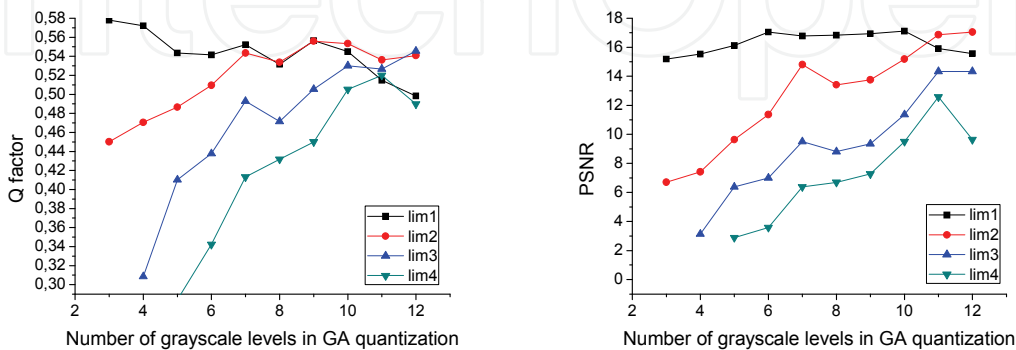 0,58
0,56
0,54
0,52
0,50
0,48
0,46
0,44
0,42
0,40
0,38
0,36
0,34
0,32
0,30
Q factor
2 4 6 8 10 12
Number of grayscale levels in GA quantization
lim1
lim2
lim3
lim4
18
16
14
12
10
8
6
4
2
0
PSNR
2 4 6 8 10 12
Number of grayscale levels in GA quantization
lim1
lim2
lim3
lim4